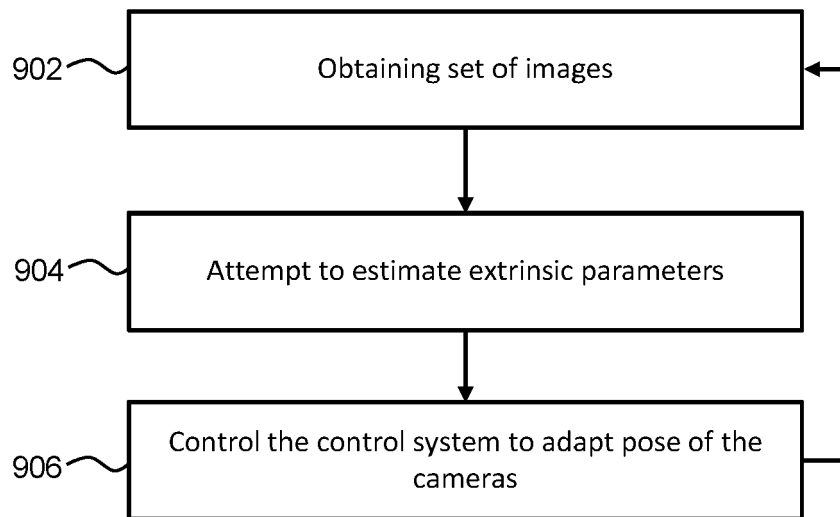 902
Obtaining set of images
904
Attempt to estimate extrinsic parameters
906
Control the control system to adapt pose of the
cameras